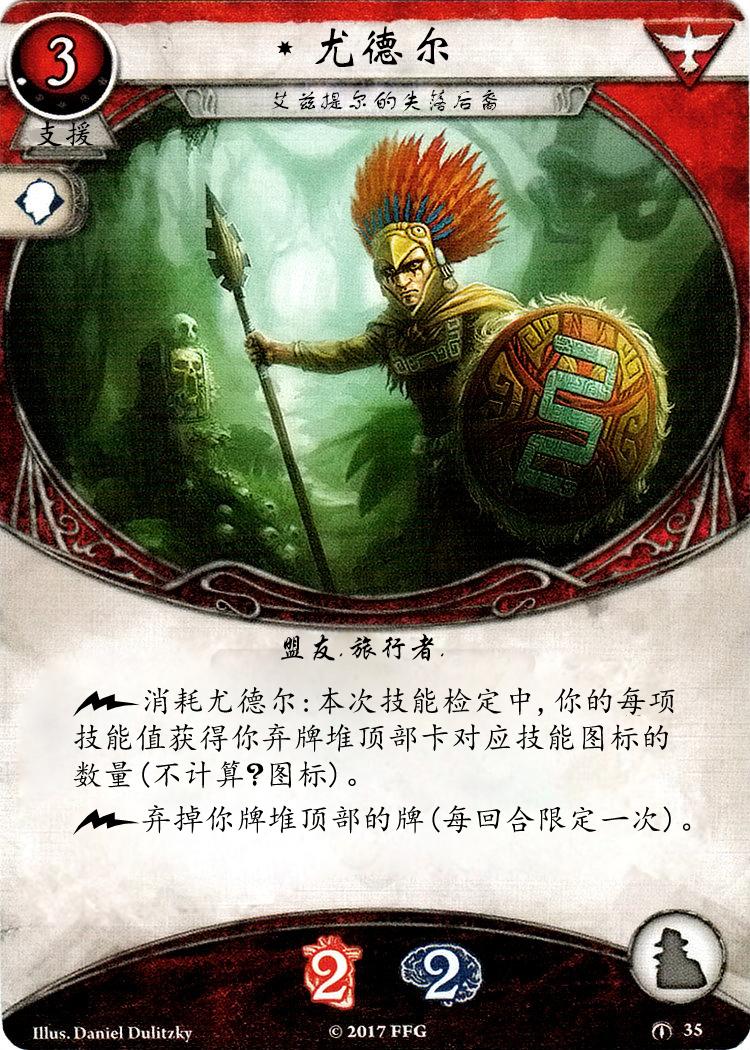 3
尤德尔
艾兹提尔的失落后裔
支援
盟友.旅行者.
消耗尤德尔:本次技能检定中,你的每项
技能值获得你弃牌堆顶部卡对应技能图标的
数量(不计算?图标)。
弃掉你牌堆顶部的牌(每回合限定一次)。
2
2
Illus. Daniel Dulitzky
© 2017 FFG
35